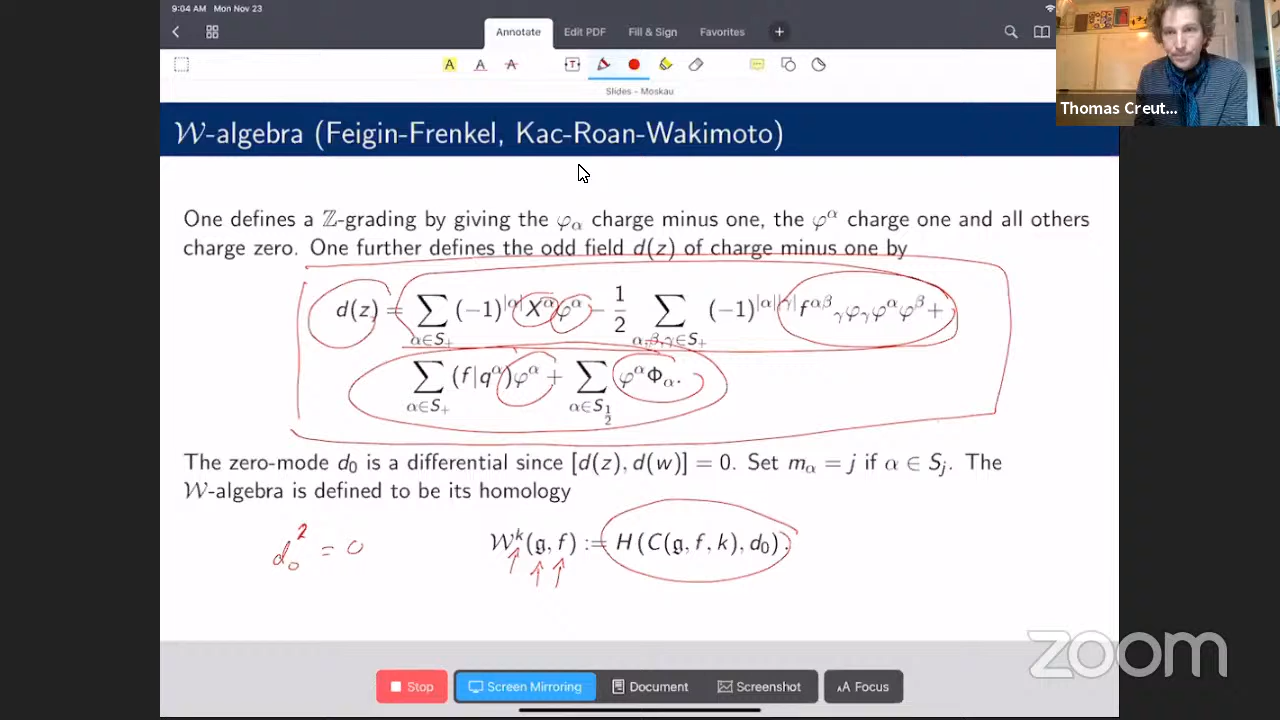 9:04 AM Mon Nov 23
Annotate Edit PDF Fill & Sign Favorites +
A A A T
Slides - Moskau
Thomas Creut...
𝒲-algebra (Feigin-Frenkel, Kac-Roan-Wakimoto)
One defines a ℤ-grading by giving the φ_α charge minus one, the φ^α charge one and all others
charge zero. One further defines the odd field d(z) of charge minus one by
d(z) = ∑_{α∈S_+} (-1)^{|α|} X^α φ^α − 1/2 ∑_{α,β,γ∈S_+} (-1)^{|α||γ|} f^{αβ}_γ φ_γ φ^α φ^β +
∑_{α∈S_+} (f|q^α) φ^α + ∑_{α∈S_{1/2}} φ^α Φ_α.
The zero-mode d_0 is a differential since [d(z), d(w)] = 0. Set m_α = j if α ∈ S_j. The
𝒲-algebra is defined to be its homology
d_0^2 = 0
𝒲^k(𝔤, f) := H(C(𝔤, f, k), d_0).
zoom
Stop Screen Mirroring Document Screenshot A Focus